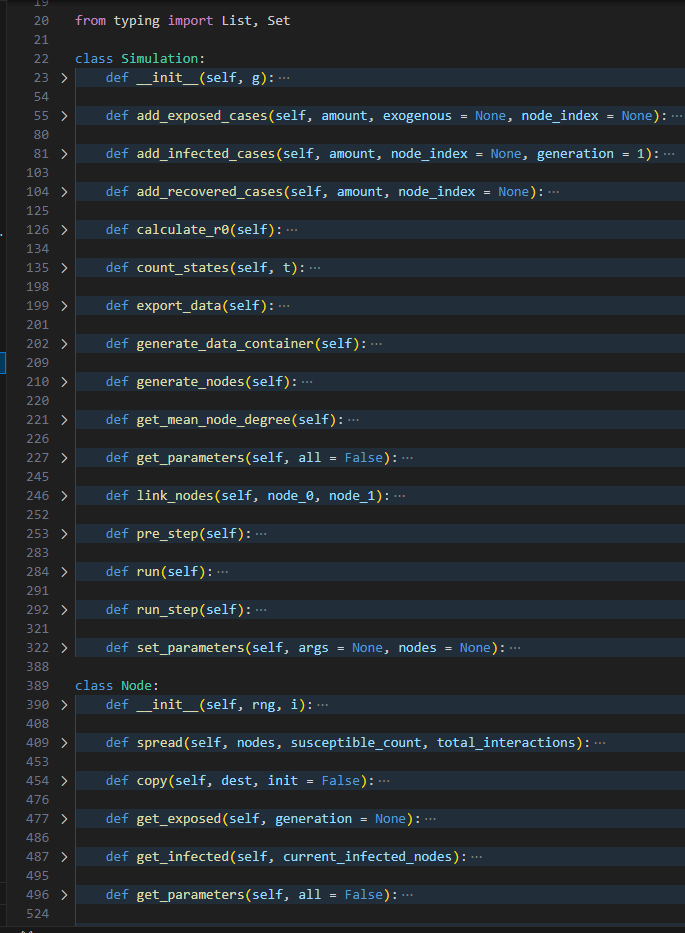 19
20 from typing import List, Set
21
22 class Simulation:
23 > def __init__(self, g): ...
54
55 > def add_exposed_cases(self, amount, exogenous = None, node_index = None): ...
80
81 > def add_infected_cases(self, amount, node_index = None, generation = 1): ...
103
104 > def add_recovered_cases(self, amount, node_index = None): ...
125
126 > def calculate_r0(self): ...
134
135 > def count_states(self, t): ...
198
199 > def export_data(self): ...
201
202 > def generate_data_container(self): ...
209
210 > def generate_nodes(self): ...
220
221 > def get_mean_node_degree(self): ...
226
227 > def get_parameters(self, all = False): ...
245
246 > def link_nodes(self, node_0, node_1): ...
252
253 > def pre_step(self): ...
283
284 > def run(self): ...
291
292 > def run_step(self): ...
321
322 > def set_parameters(self, args = None, nodes = None): ...
388
389 class Node:
390 > def __init__(self, rng, i): ...
408
409 > def spread(self, nodes, susceptible_count, total_interactions): ...
453
454 > def copy(self, dest, init = False): ...
476
477 > def get_exposed(self, generation = None): ...
486
487 > def get_infected(self, current_infected_nodes): ...
495
496 > def get_parameters(self, all = False): ...
524